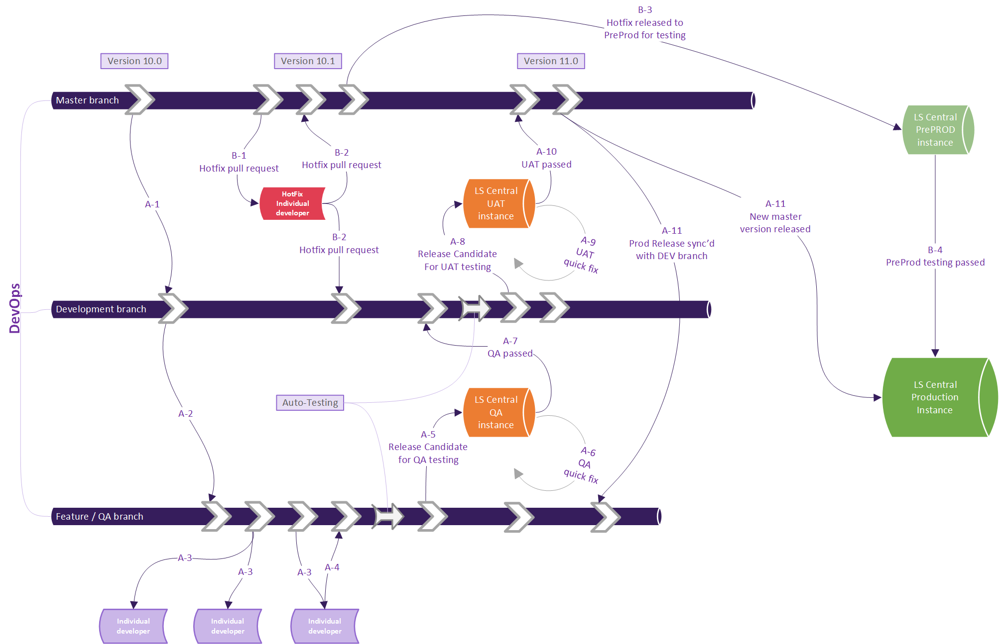 B-3
Hotfix released to
PreProd for testing
Version 10.0
Version 10.1
Version 11.0
Master branch
LS Central
PrePROD
instance
B-1
Hotfix pull request
B-2
Hotfix pull request
A-10
UAT passed
HotFix
Individual
developer
LS Central
UAT
instance
A-1
A-11
New master
version released
A-11
Prod Release sync’d
with DEV branch
B-2
Hotfix pull request
A-8
Release Candidate
For UAT testing
A-9
UAT
quick fix
B-4
PreProd testing passed
DevOps
Development branch
A-7
QA passed
Auto-Testing
LS Central
QA
instance
LS Central
Production
Instance
A-2
A-5
Release Candidate
for QA testing
A-6
QA
quick fix
Feature / QA branch
A-3
A-3
A-3
A-4
Individual
developer
Individual
developer
Individual
developer